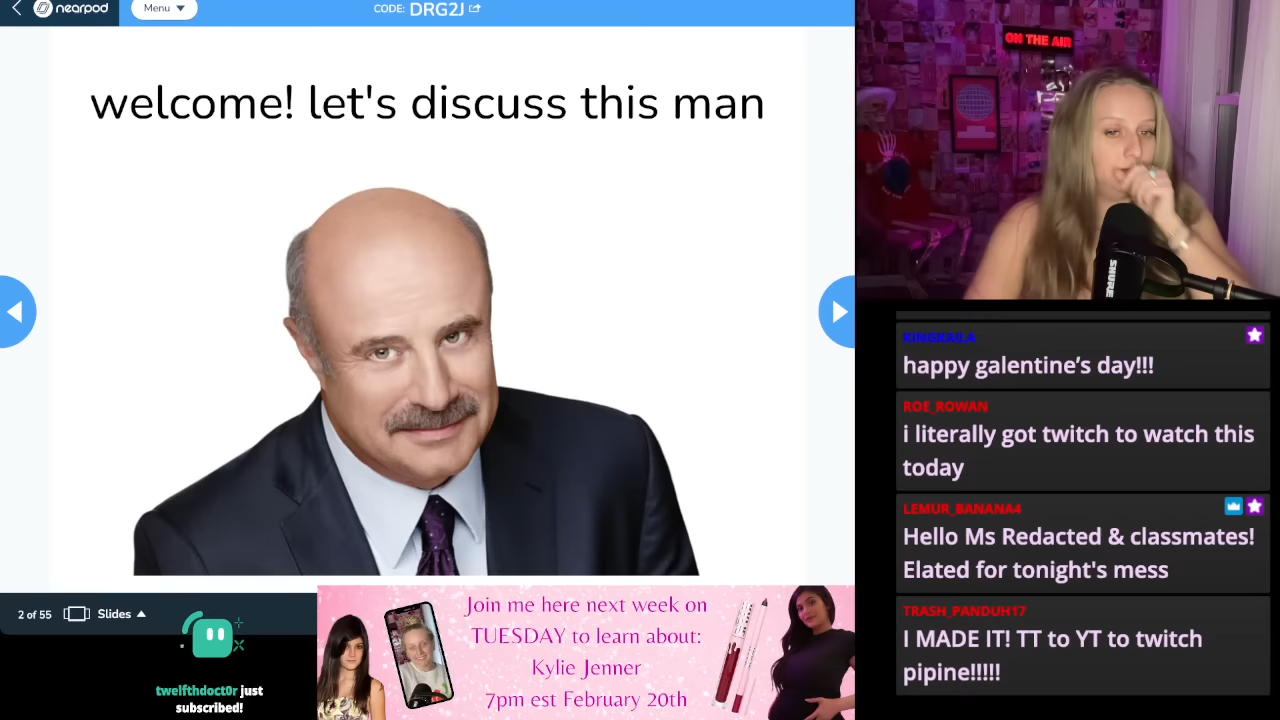 nearpod
Menu
CODE: DRG2J
welcome! let's discuss this man
2 of 55
Slides
twelfthdoct0r just
subscribed!
Join me here next week on
TUESDAY to learn about:
Kylie Jenner
7pm est February 20th
ON THE AIR
SHURE
KINGKAILA
happy galentine’s day!!!
ROE_ROWAN
i literally got twitch to watch this
today
LEMUR_BANANA4
Hello Ms Redacted & classmates!
Elated for tonight's mess
TRASH_PANDUH17
I MADE IT! TT to YT to twitch
pipine!!!!!